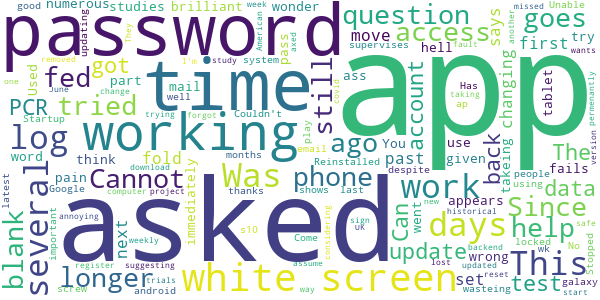 good numerous studies brilliant wonder question goes
password access says first
updating They American week
hell move try
removed one I'm study system pass
fault another Unable missed
asked time app
June fed got part mail well axed
Has wants tablet
PCR tried still ass supervises
Used changing
Startup Couldn't play
log working ago account back taking ap
covid trying forgot email
permenantly
word think fold You use given
Cannot Was phone past Can takeing The data
several pain months
despite people using fails version
blank Google download immediately
Reinstalled shows last
work appears Since
latest annoying computer project next
thanks went No locked safe
important days help
s10 Come sign uk
historical new backend
longer weekly suggesting considering
update wrong This test
screw register trials android
white screen assume way
lost updated reset wk
set Stopped wasteing galaxy start
change